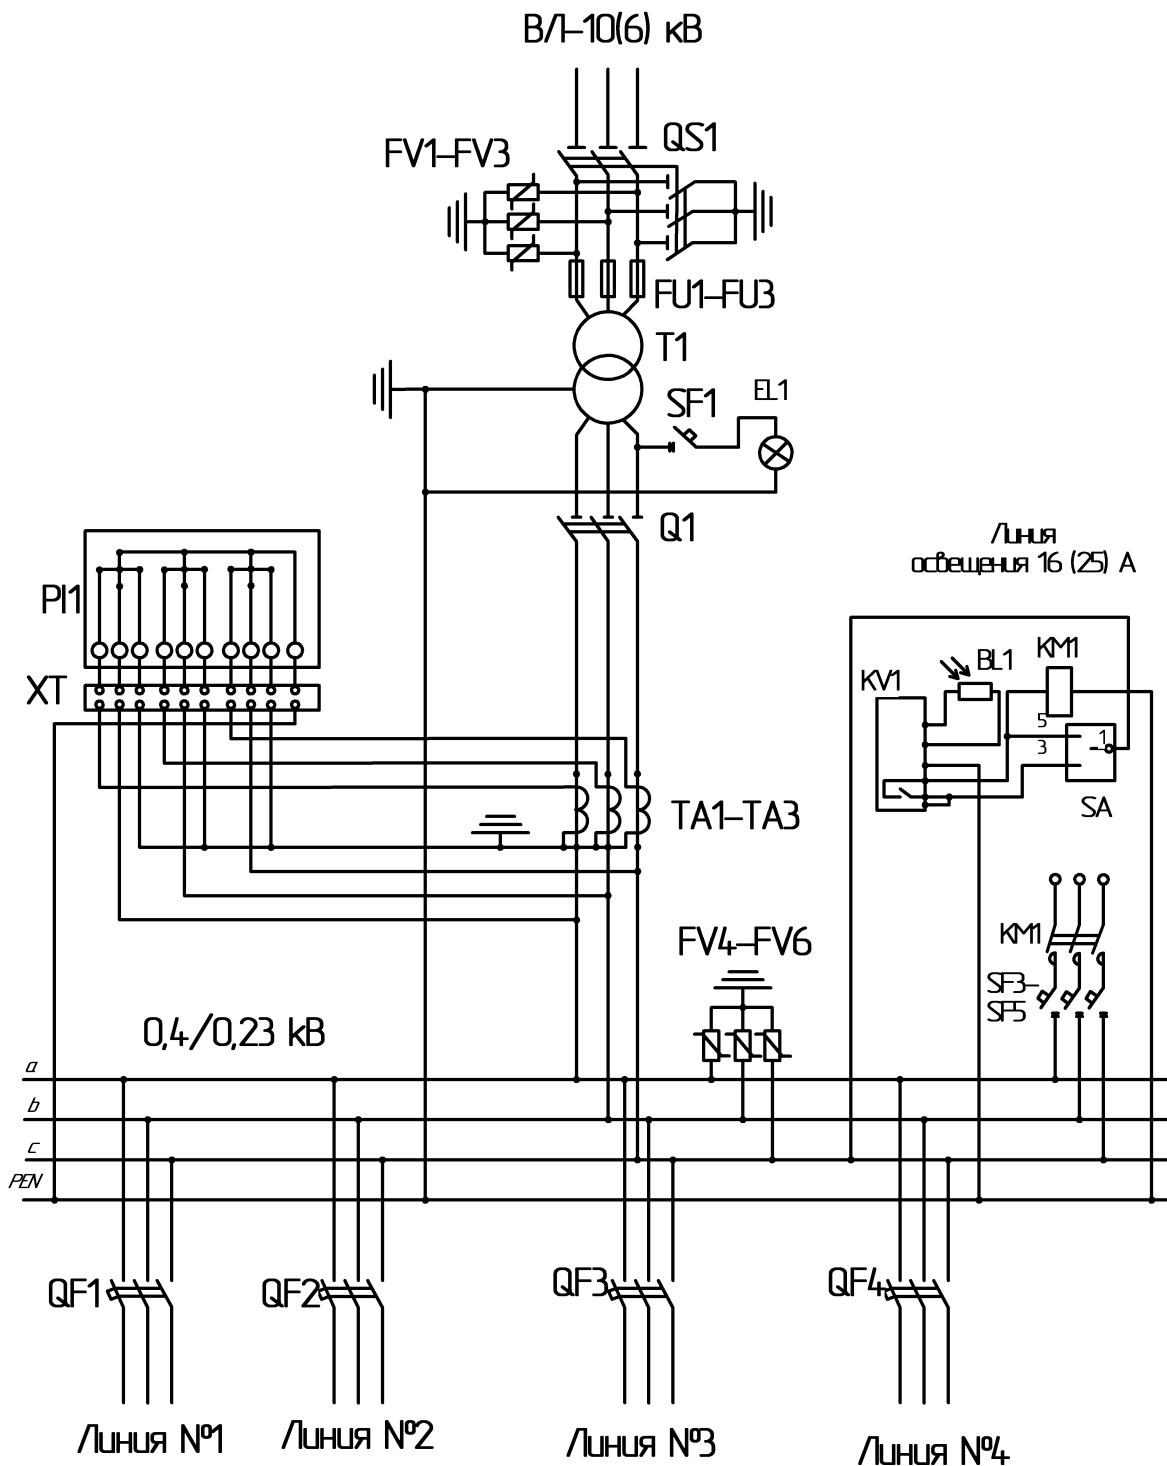 ВЛ-10(6) кВ
QS1
FV1-FV3
FU1-FU3
T1
SF1
EL1
Q1
Линия
освещения 16 (25) А
PI1
XT
KM1
BL1
KV1
5
3
1
SA
TA1-TA3
KM1
FV4-FV6
SF3-
SF5
0,4/0,23 кВ
a
b
c
PEN
QF1
QF2
QF3
QF4
Линия №1
Линия №2
Линия №3
Линия №4